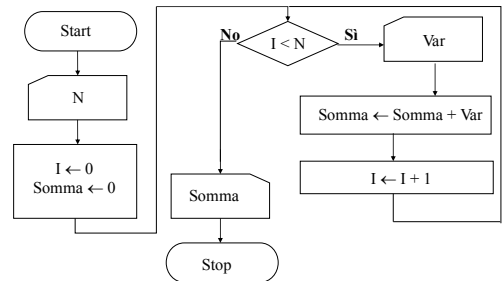 Start
N
I ← 0
Somma ← 0
I < N
No
Sì
Var
Somma ← Somma + Var
I ← I + 1
Somma
Stop